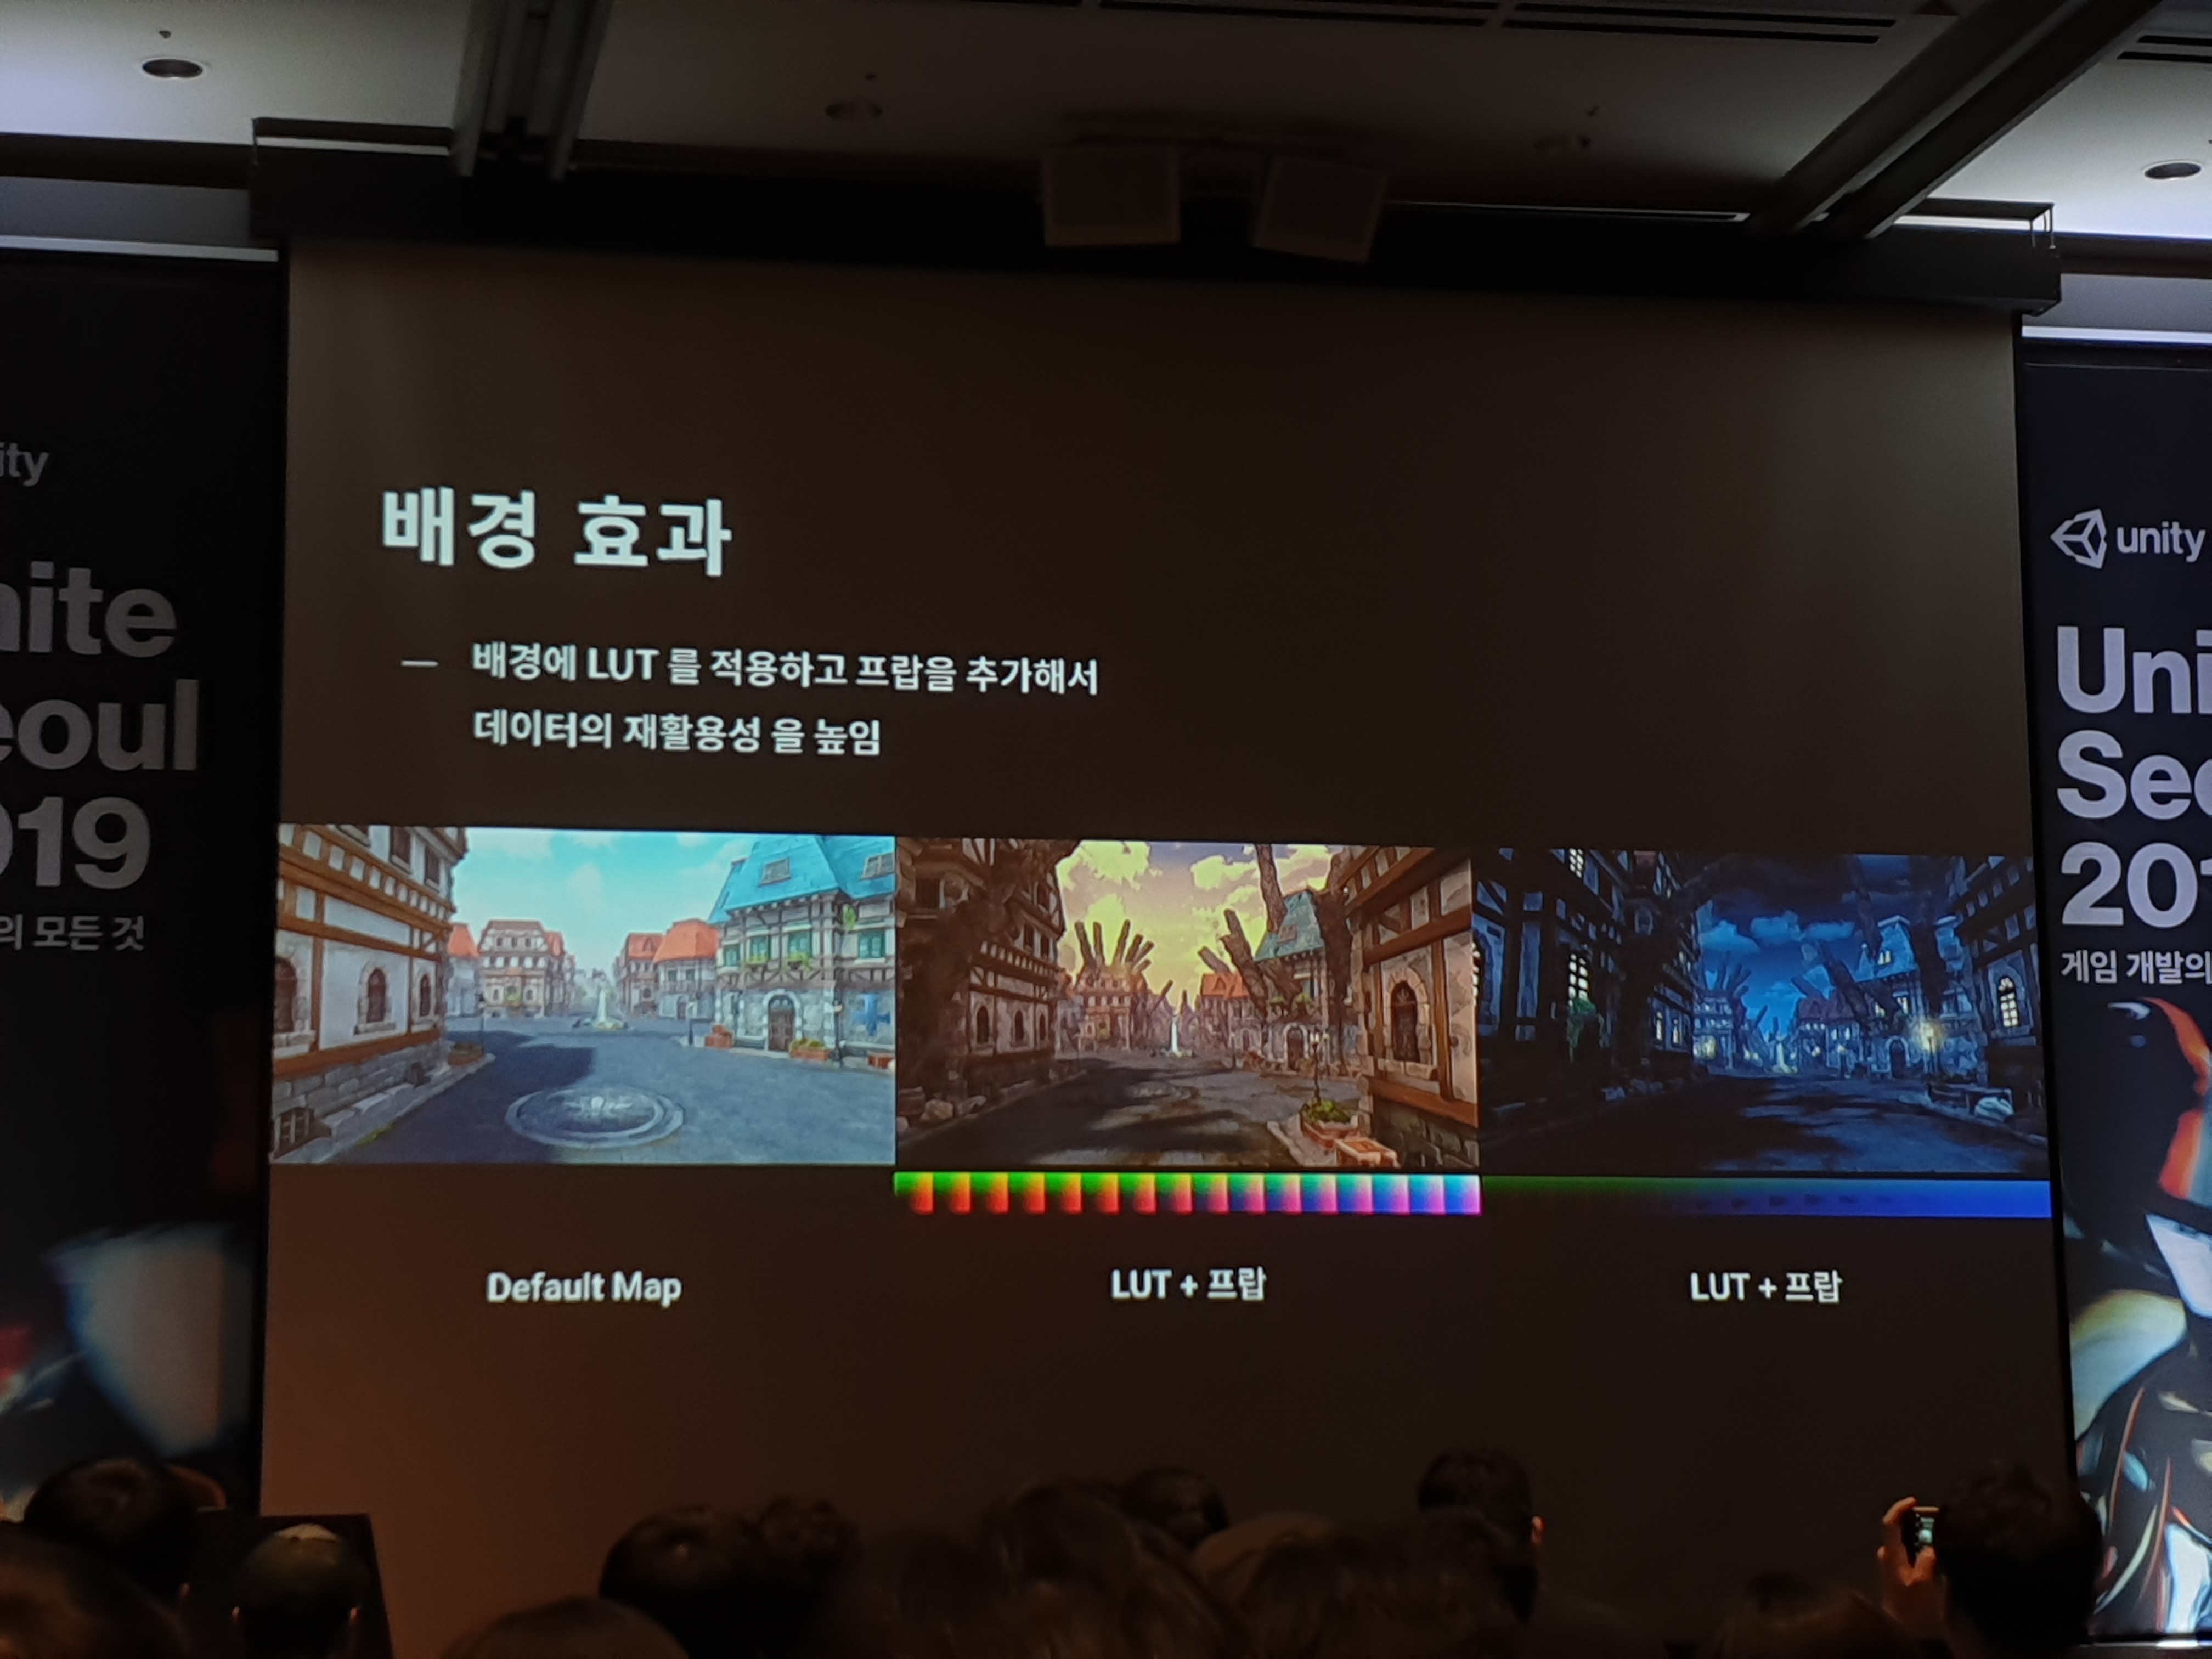 배경 효과
— 배경에 LUT 를 적용하고 프랍을 추가해서
데이터의 재활용성 을 높임
Default Map
LUT + 프랍
LUT + 프랍
ity
nite
eoul
019
의 모든 것
unity
Uni
Seo
201
게임 개발의